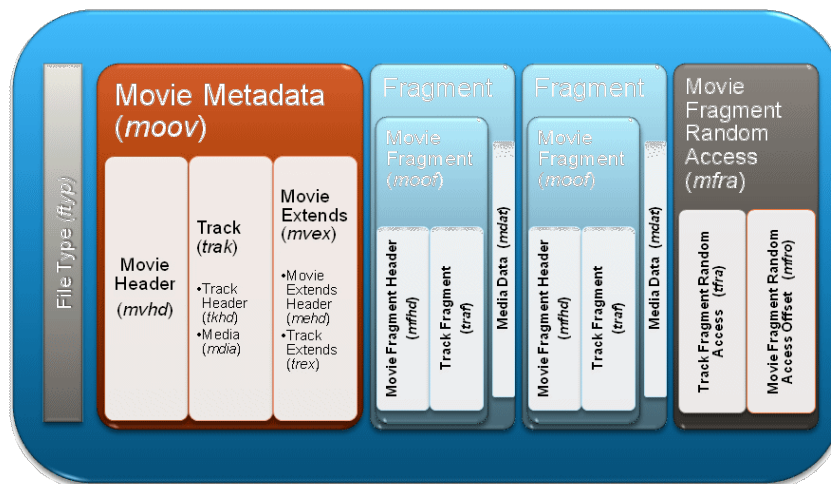 File Type (ftyp)
Movie Metadata
(moov)
Movie
Header
(mvhd)
Track
(trak)
•Track
Header
(tkhd)
•Media
(mdia)
Movie
Extends
(mvex)
•Movie
Extends
Header
(mehd)
•Track
Extends
(trex)
Fragment
Movie
Fragment
(moof)
Movie Fragment Header
(mfhd)
Track Fragment (traf)
Media Data (mdat)
Fragment
Movie
Fragment
(moof)
Movie Fragment Header
(mfhd)
Track Fragment (traf)
Media Data (mdat)
Movie
Fragment
Random
Access
(mfra)
Track Fragment Random
Access (tfra)
Movie Fragment Random
Access Offset (mfro)